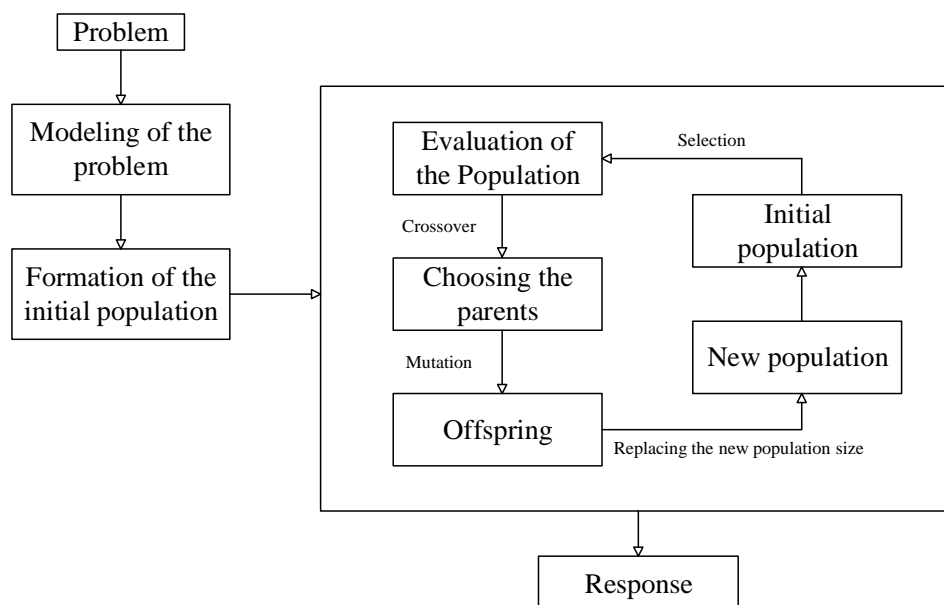 Problem
Modeling of the
problem
Formation of the
initial population
Evaluation of
the Population
Selection
Crossover
Initial
population
Choosing the
parents
Mutation
New population
Offspring
Replacing the new population size
Response